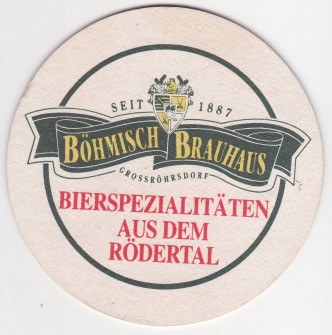 SEIT 1887
BÖHMISCH BRAUHAUS
GROSSRÖHRSDORF
BIERSPEZIALITÄTEN
AUS DEM
RÖDERTAL